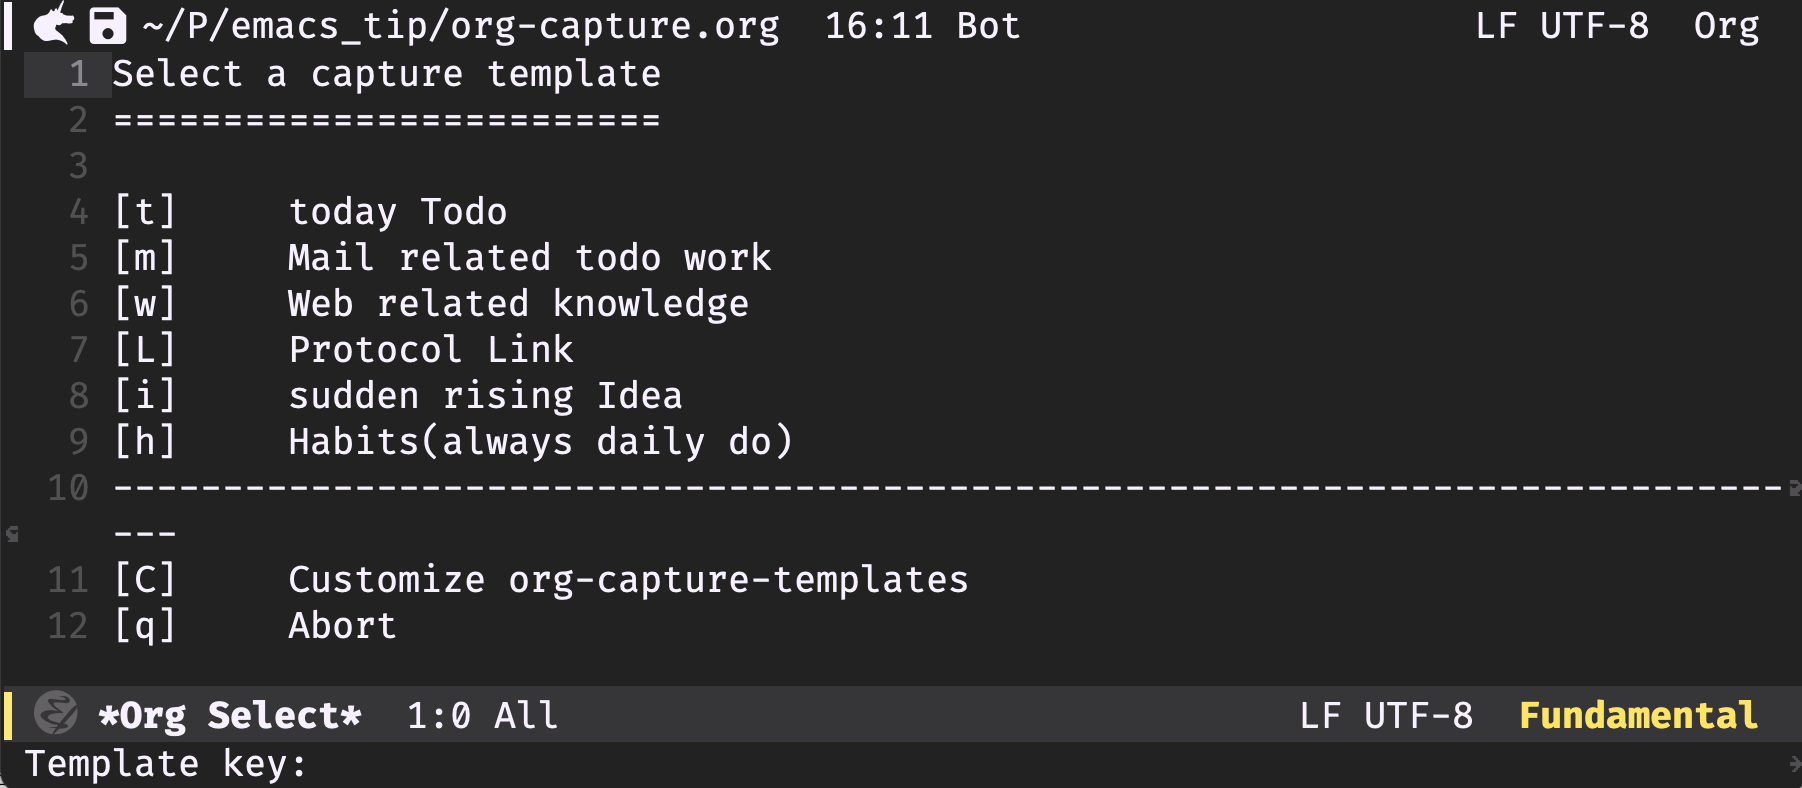 ~/P/emacs_tip/org-capture.org 16:11 Bot LF UTF-8 Org
1 Select a capture template
2 =========================
3
4 [t] today Todo
5 [m] Mail related todo work
6 [w] Web related knowledge
7 [L] Protocol Link
8 [i] sudden rising Idea
9 [h] Habits(always daily do)
10 ----------------------------------------------------------------------------
---
11 [C] Customize org-capture-templates
12 [q] Abort
*Org Select* 1:0 All LF UTF-8 Fundamental
Template key: